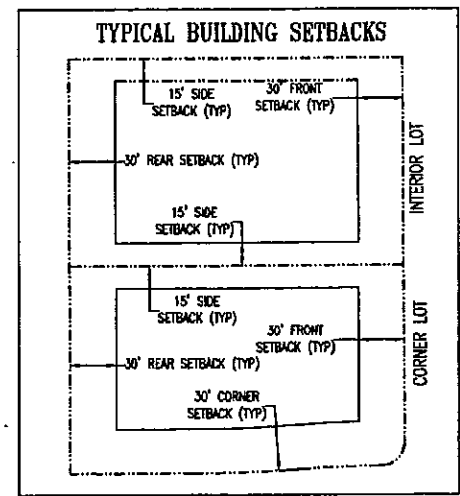 TYPICAL BUILDING SETBACKS
15' SIDE
SETBACK (TYP)
30' FRONT
SETBACK (TYP)
30' REAR SETBACK (TYP)
15' SIDE
SETBACK (TYP)
INTERIOR LOT
15' SIDE
SETBACK (TYP)
30' FRONT
SETBACK (TYP)
30' REAR SETBACK (TYP)
30' CORNER
SETBACK (TYP)
CORNER LOT